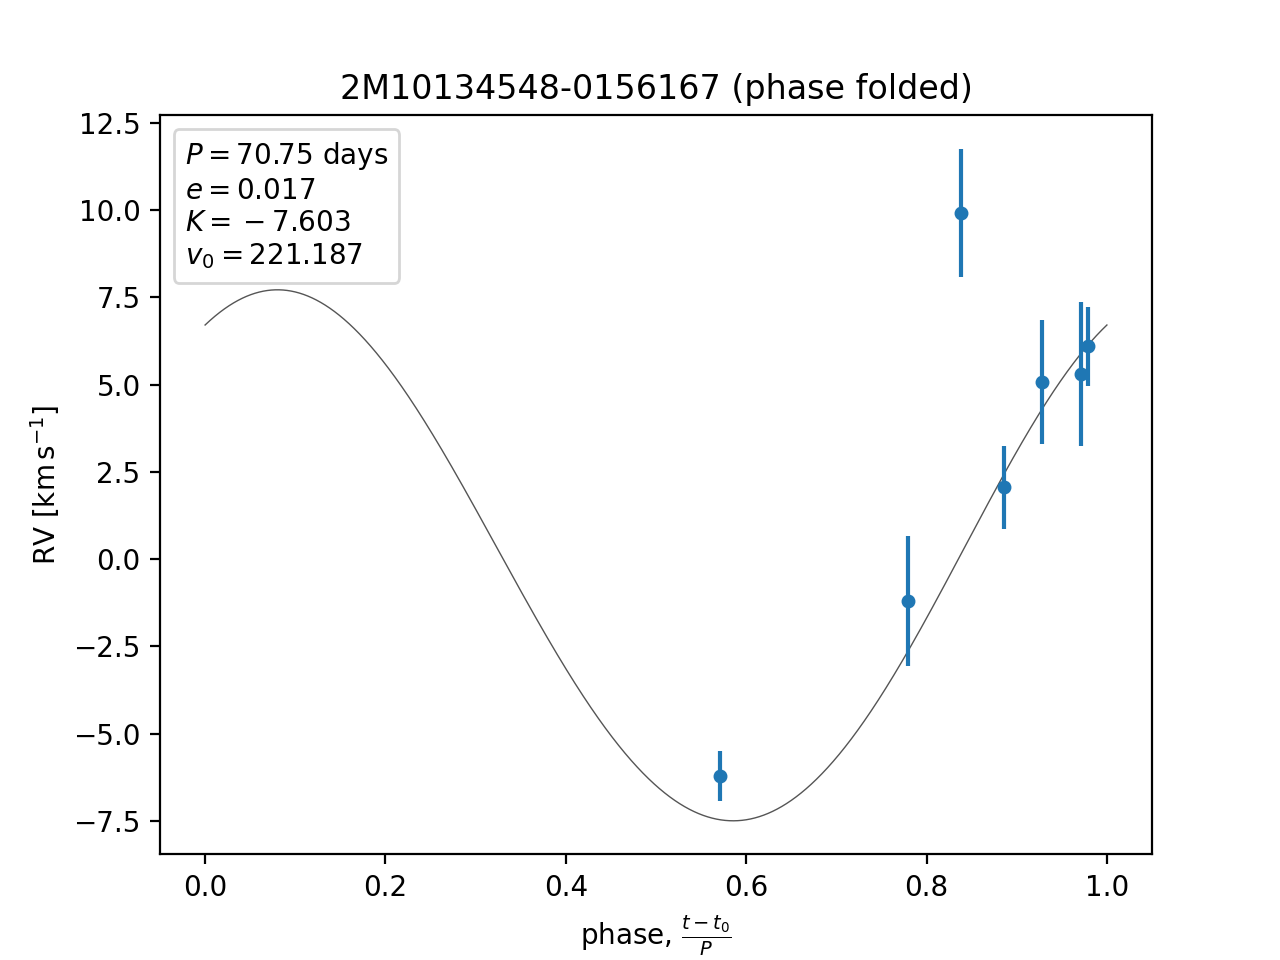 2M10134548-0156167 (phase folded)
P = 70.75 days
e = 0.017
K = −7.603
v₀ = 221.187
12.5
10.0
7.5
5.0
2.5
0.0
−2.5
−5.0
−7.5
RV [km s⁻¹]
0.0 0.2 0.4 0.6 0.8 1.0
phase, (t − t₀)/P